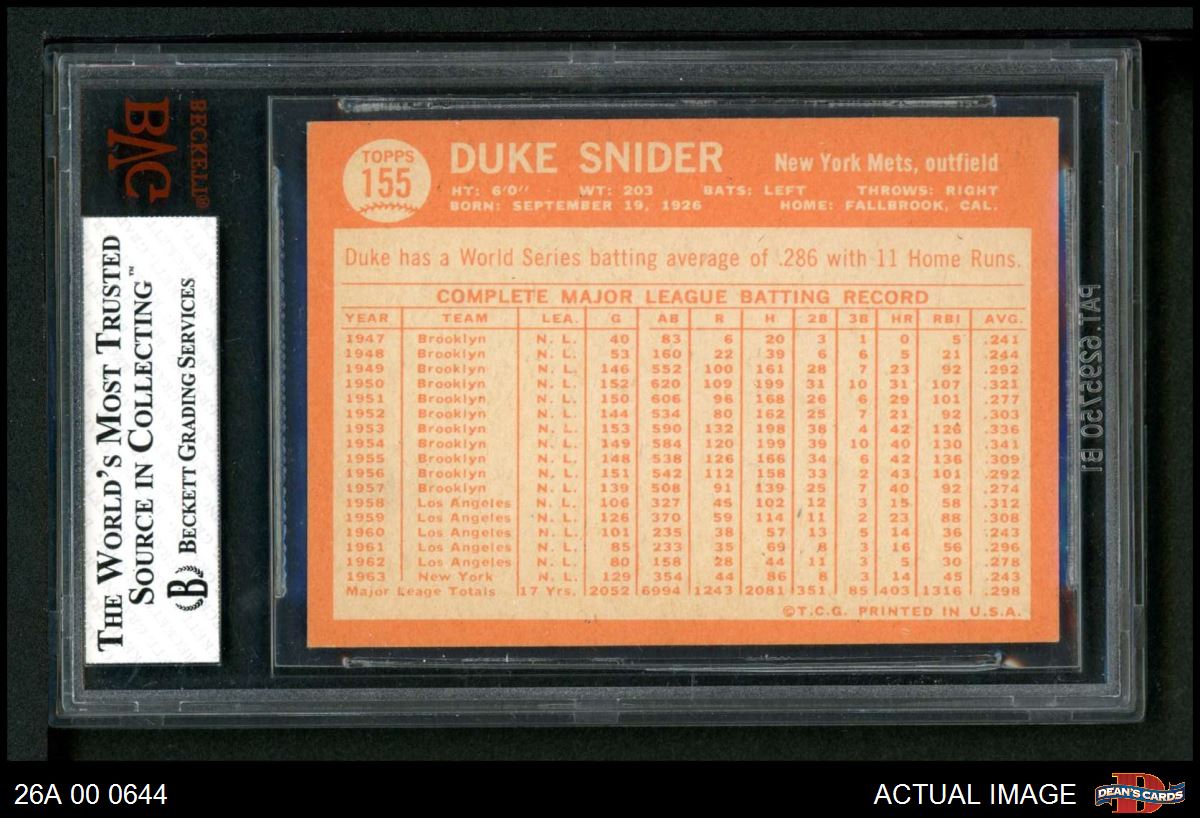 BECKETT®
BVG
THE WORLD'S MOST TRUSTED
SOURCE IN COLLECTING™
B BECKETT GRADING SERVICES
TOPPS
155
DUKE SNIDER
New York Mets, outfield
HT: 6'0" WT: 203 BATS: LEFT THROWS: RIGHT
BORN: SEPTEMBER 19, 1926 HOME: FALLBROOK, CAL.
Duke has a World Series batting average of .286 with 11 Home Runs.
COMPLETE MAJOR LEAGUE BATTING RECORD
YEAR TEAM LEA. G AB R H 2B 3B HR RBI AVG.
1947 Brooklyn N. L. 40 83 6 20 3 1 0 5 .241
1948 Brooklyn N. L. 53 160 22 39 6 6 5 21 .244
1949 Brooklyn N. L. 146 552 100 161 28 7 23 92 .292
1950 Brooklyn N. L. 152 620 109 199 31 10 31 107 .321
1951 Brooklyn N. L. 150 606 96 168 26 6 29 101 .277
1952 Brooklyn N. L. 144 534 80 162 25 7 21 92 .303
1953 Brooklyn N. L. 153 590 132 198 38 4 42 126 .336
1954 Brooklyn N. L. 149 584 120 199 39 10 40 130 .341
1955 Brooklyn N. L. 148 538 126 166 34 6 42 136 .309
1956 Brooklyn N. L. 151 542 112 158 33 2 43 101 .292
1957 Brooklyn N. L. 139 508 91 139 25 7 40 92 .274
1958 Los Angeles N. L. 106 327 45 102 12 3 15 58 .312
1959 Los Angeles N. L. 126 370 59 114 11 2 23 88 .308
1960 Los Angeles N. L. 101 235 38 57 13 5 14 36 .243
1961 Los Angeles N. L. 85 233 35 69 8 3 16 56 .296
1962 Los Angeles N. L. 80 158 28 44 11 3 5 30 .278
1963 New York N. L. 129 354 44 86 8 3 14 45 .243
Major Leage Totals 17 Yrs. 2052 6994 1243 2081 351 85 403 1316 .298
©T.C.G. PRINTED IN U.S.A.
PAT. 6295750 B1
26A 00 0644
ACTUAL IMAGE
DEAN'S CARDS